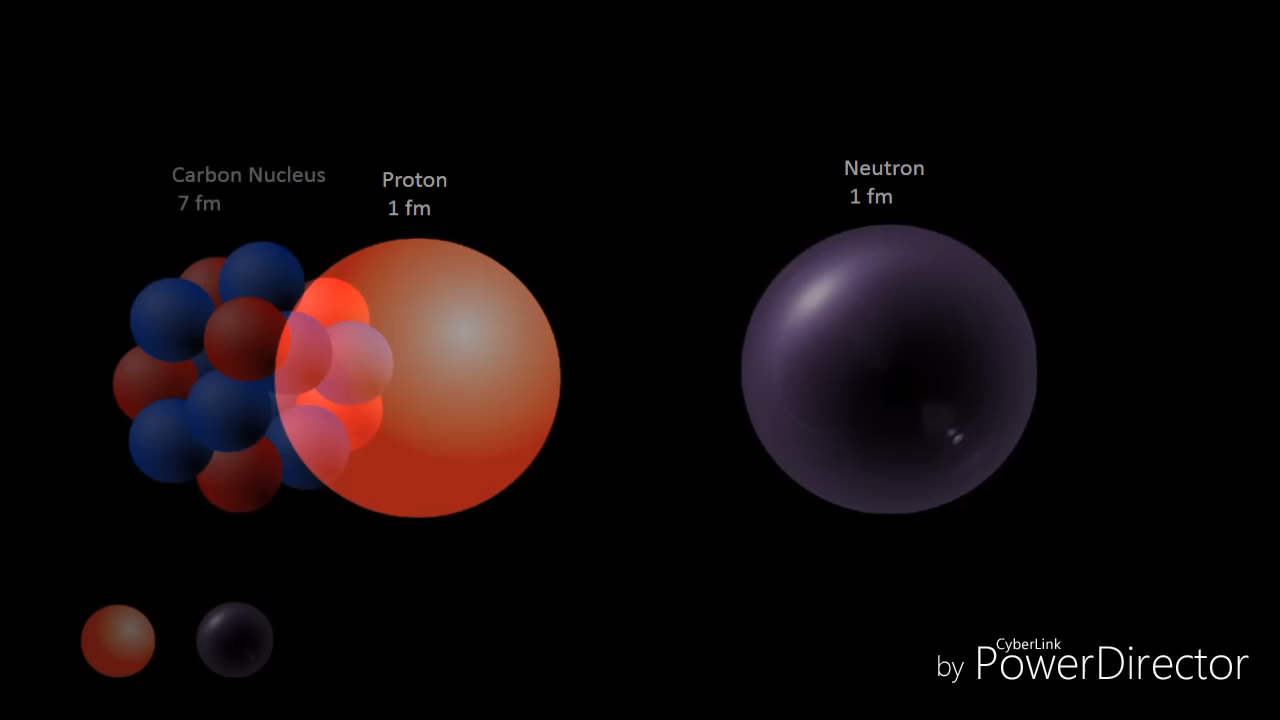 Carbon Nucleus
7 fm
Proton
1 fm
Neutron
1 fm
CyberLink
by PowerDirector